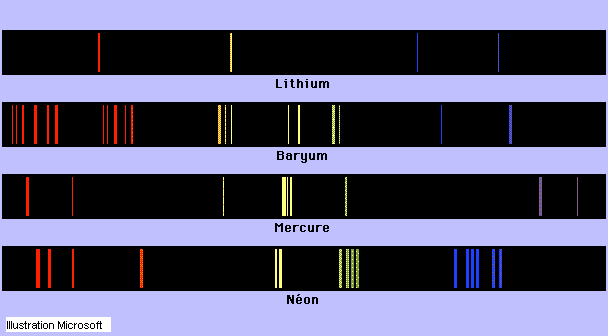 Lithium
Baryum
Mercure
Néon
Illustration Microsoft